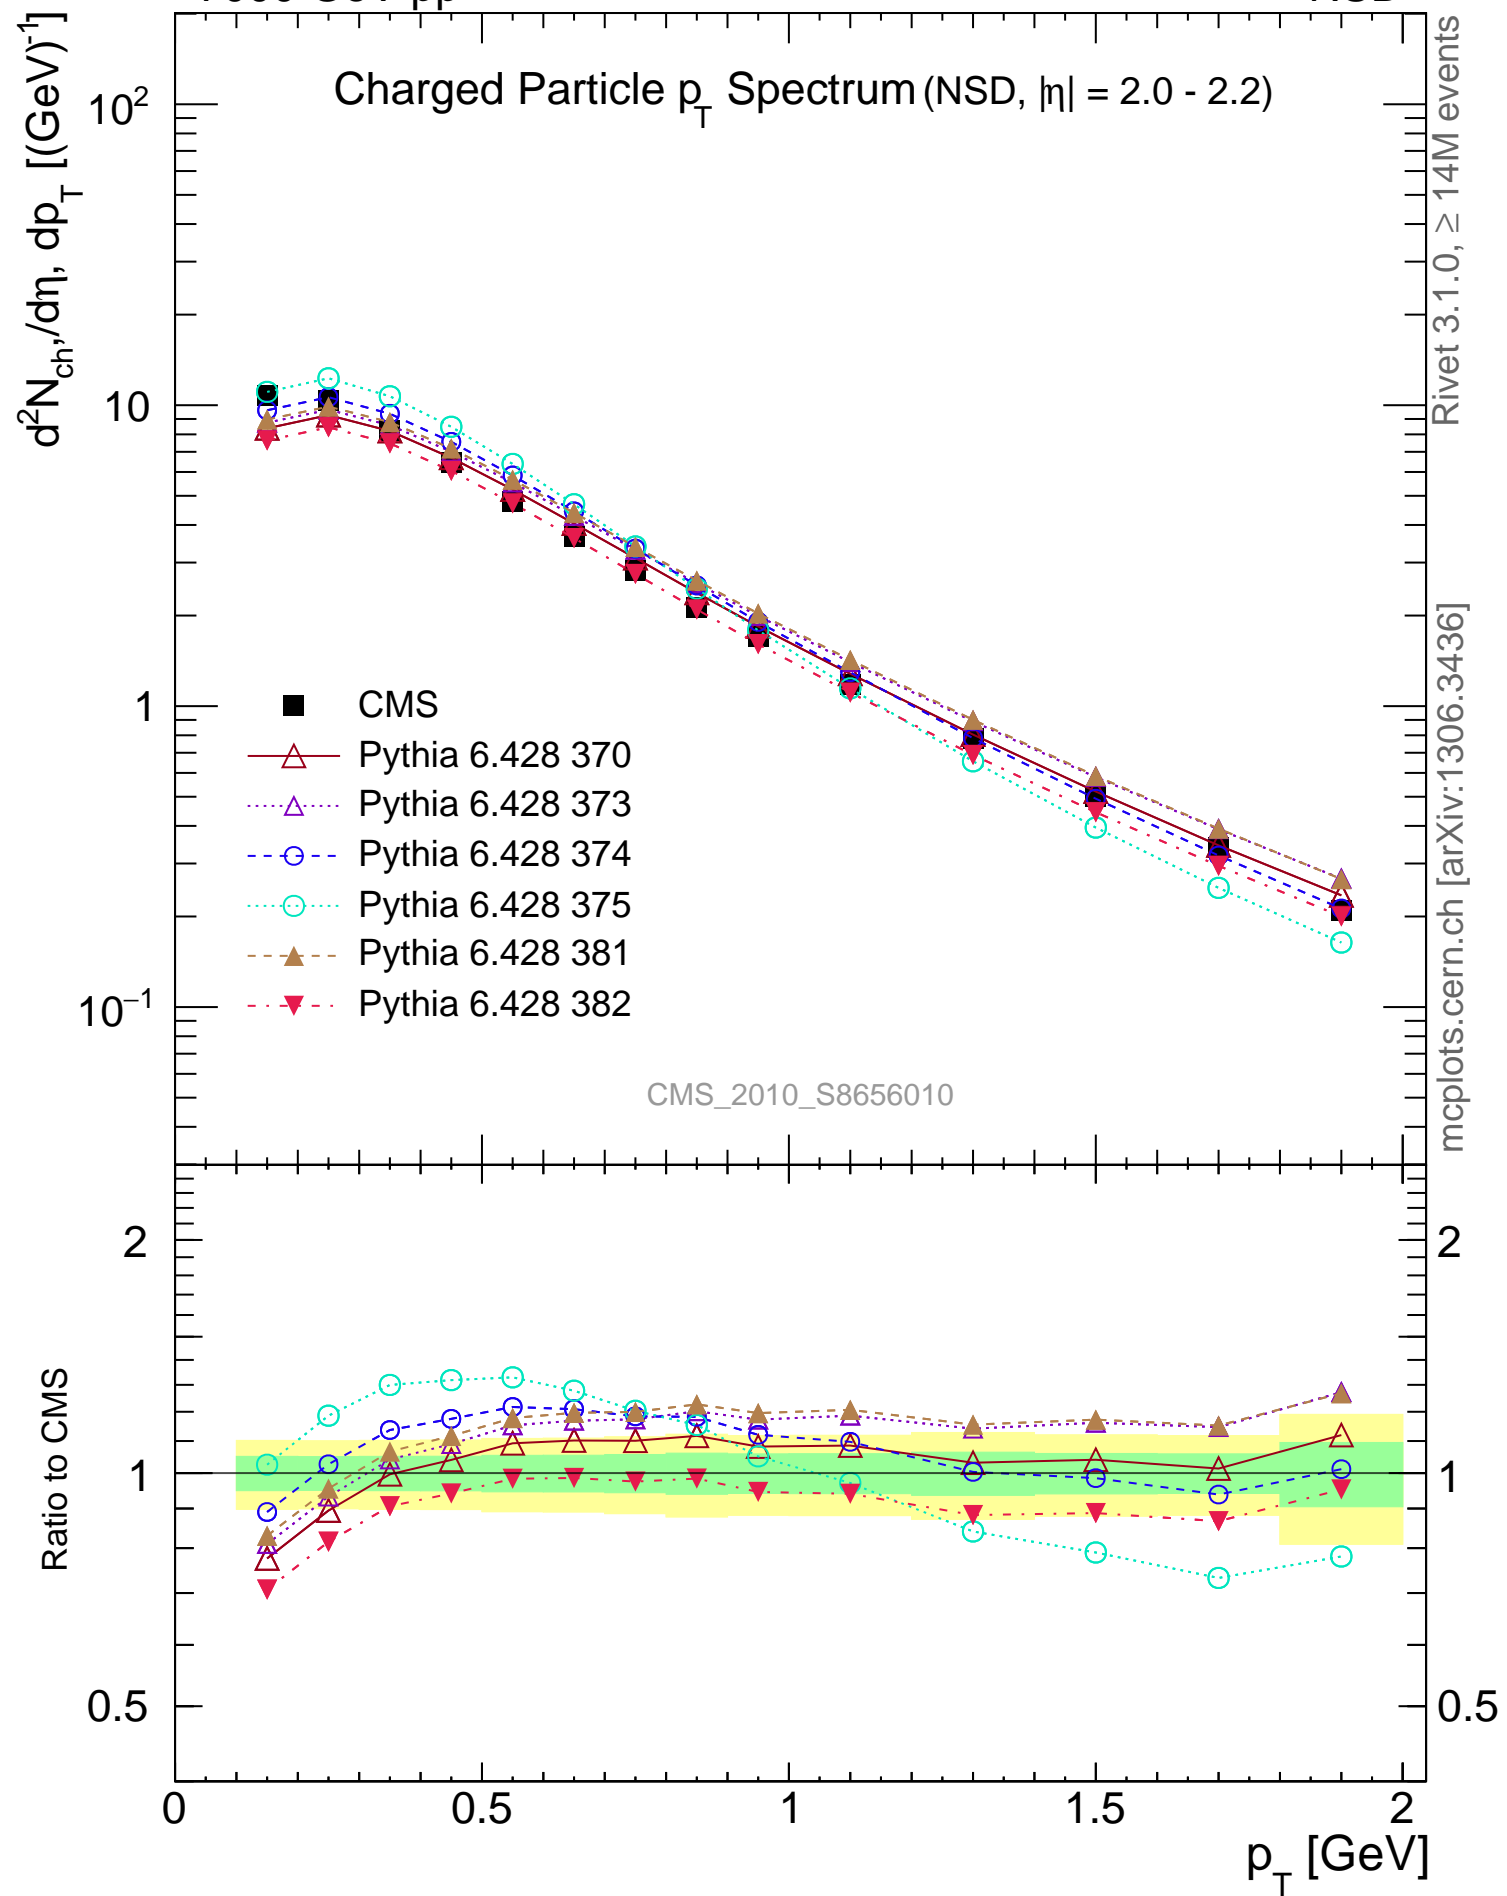 Charged Particle p_T Spectrum (NSD, |η| = 2.0 - 2.2)
d²N_ch,/dη, dp_T [(GeV)⁻¹]
10²
10
1
10⁻¹
CMS
Pythia 6.428 370
Pythia 6.428 373
Pythia 6.428 374
Pythia 6.428 375
Pythia 6.428 381
Pythia 6.428 382
CMS_2010_S8656010
Rivet 3.1.0, ≥ 14M events
mcplots.cern.ch [arXiv:1306.3436]
Ratio to CMS
2
1
0.5
2
1
0.5
0 0.5 1 1.5 2
p_T [GeV]